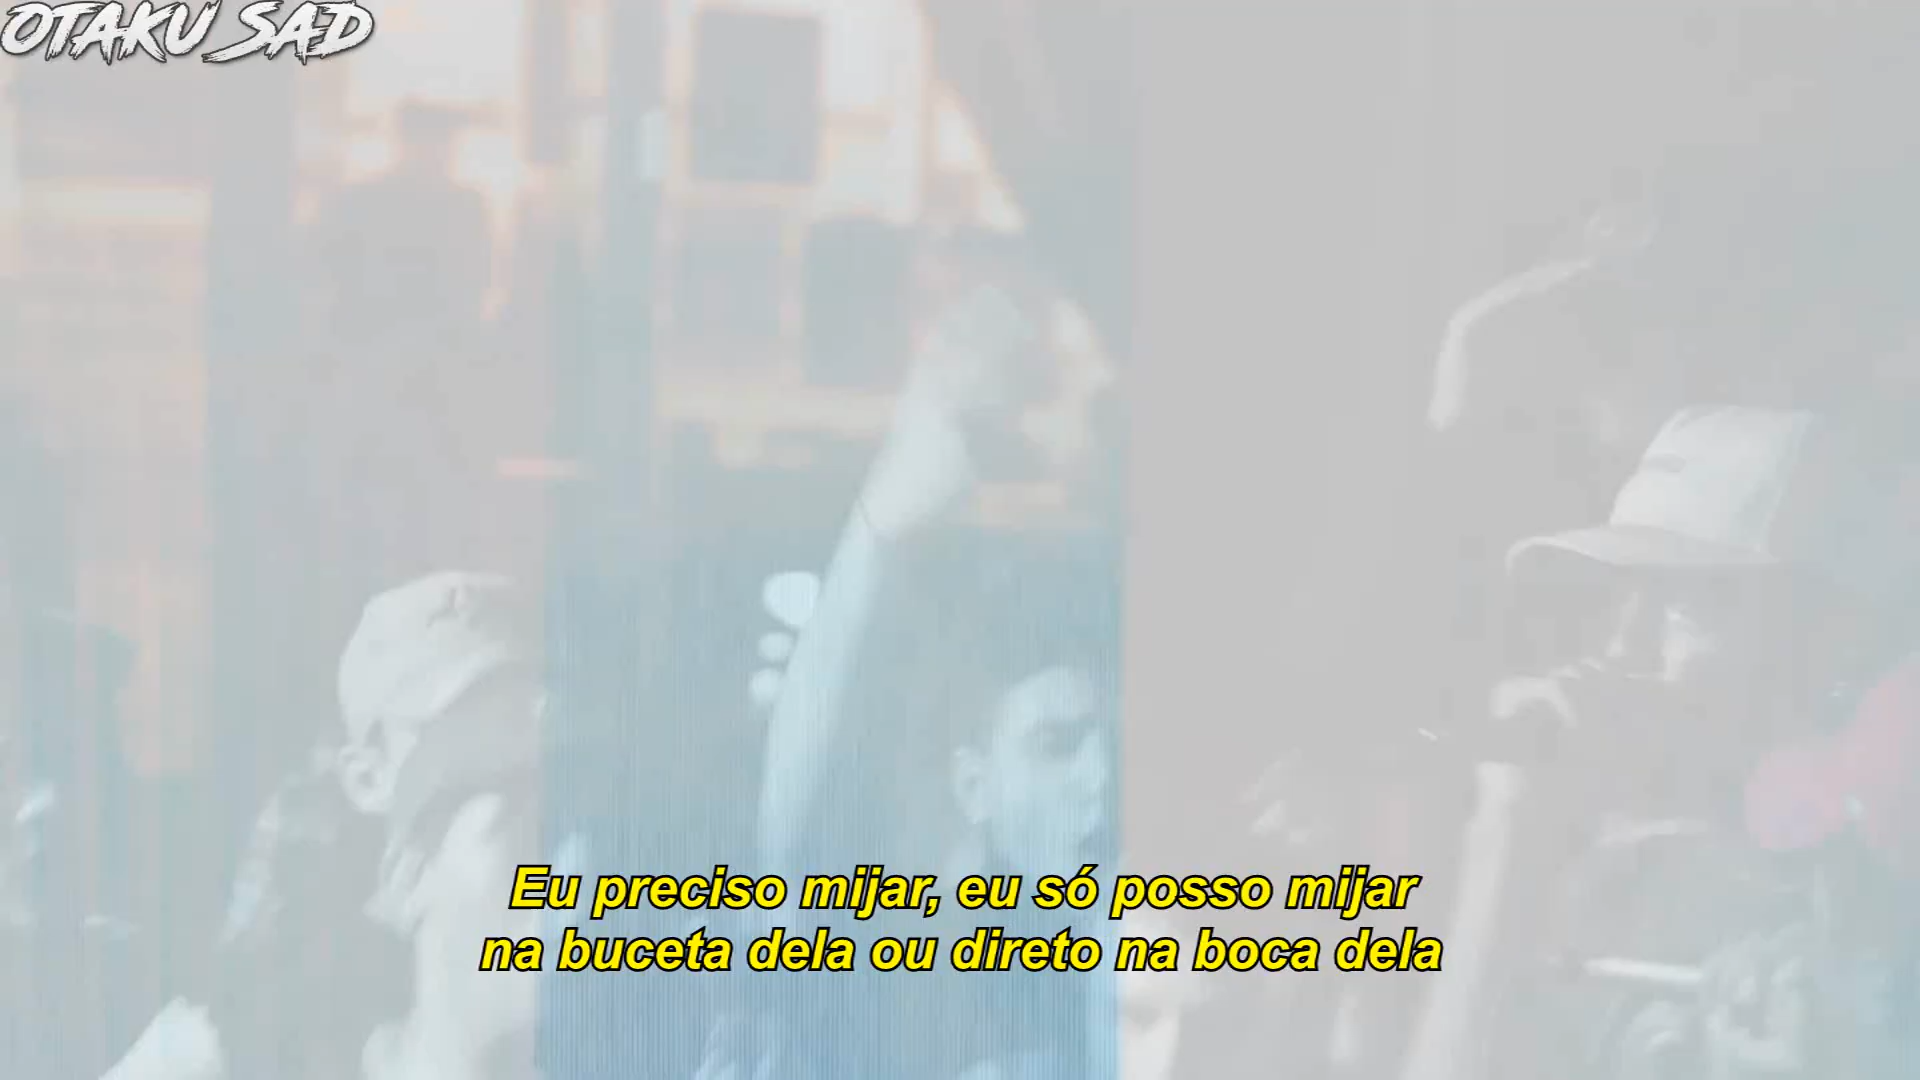 OTAKU SAD
Eu preciso mijar, eu só posso mijar
na buceta dela ou direto na boca dela